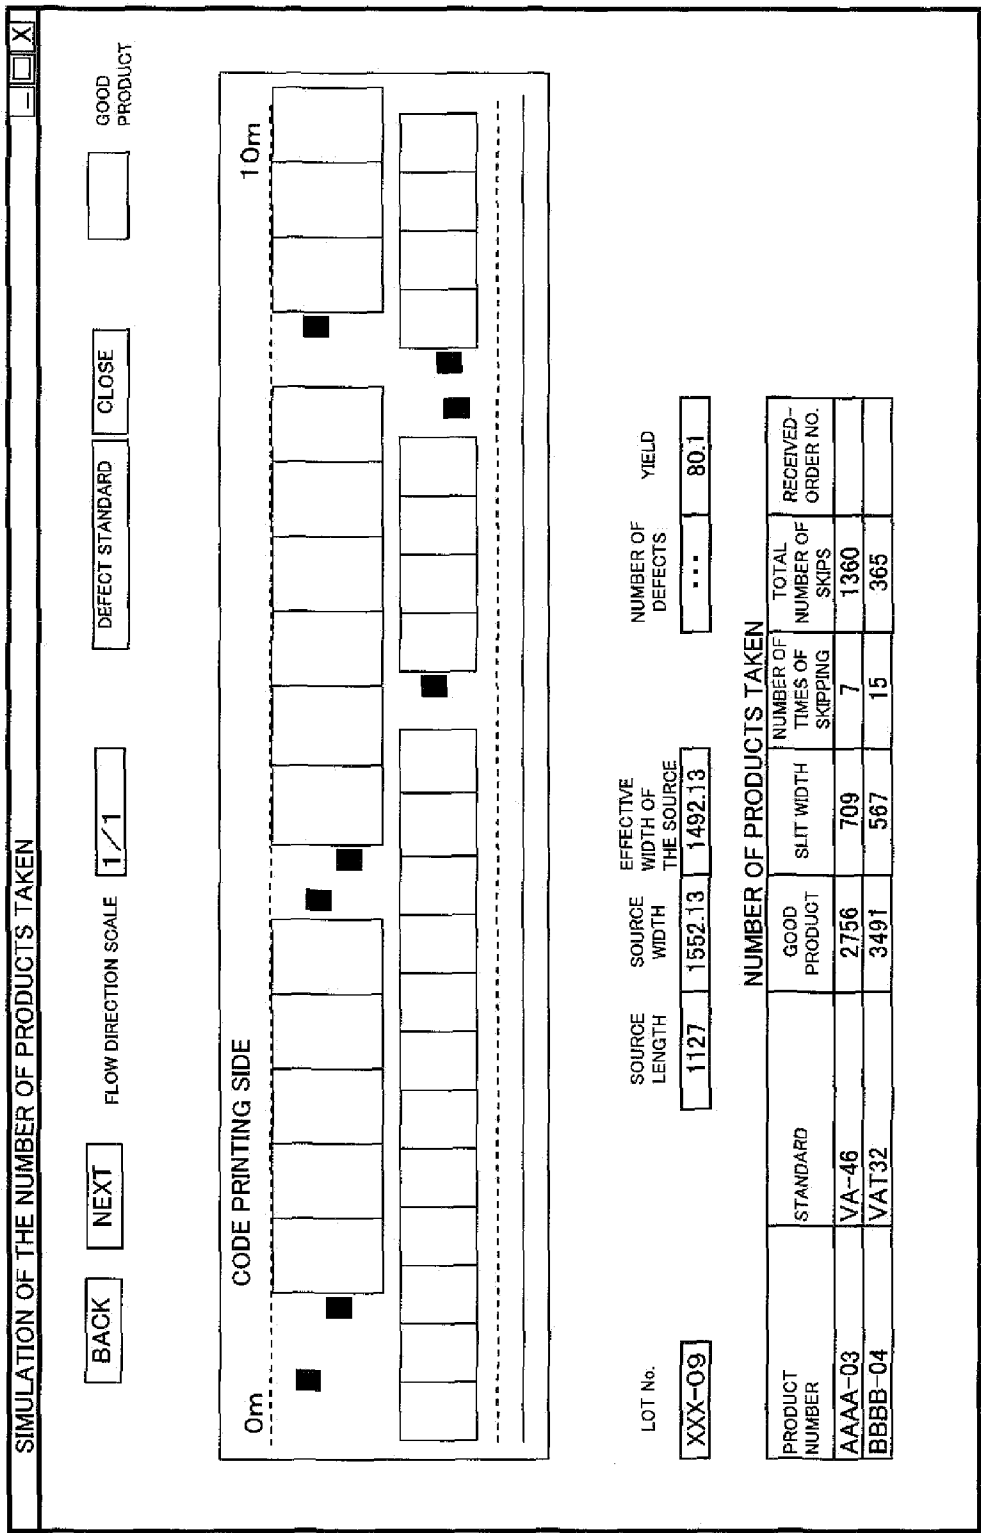 SIMULATION OF THE NUMBER OF PRODUCTS TAKEN
_ □ X
BACK
NEXT
FLOW DIRECTION SCALE
1/1
DEFECT STANDARD
CLOSE
GOOD
PRODUCT
CODE PRINTING SIDE
0m
10m
LOT No.
XXX-09
SOURCE
LENGTH
1127
SOURCE
WIDTH
1552.13
EFFECTIVE
WIDTH OF
THE SOURCE
1492.13
NUMBER OF
DEFECTS
...
YIELD
80.1
NUMBER OF PRODUCTS TAKEN
PRODUCT
NUMBER
STANDARD
GOOD
PRODUCT
SLIT WIDTH
NUMBER OF
TIMES OF
SKIPPING
TOTAL
NUMBER OF
SKIPS
RECEIVED-
ORDER NO.
AAAA-03 VA-46 2756 709 7 1360
BBBB-04 VAT32 3491 567 15 365